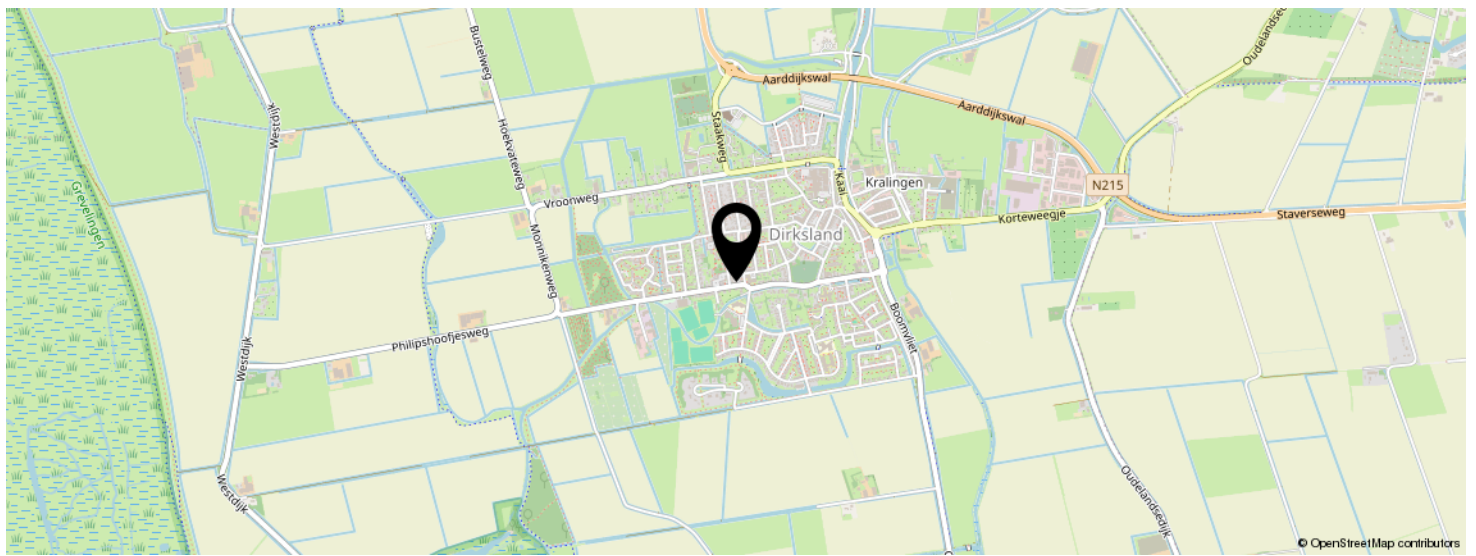 Bustelweg
Aarddijkswal
Oudelandsedij
Westdijk
Hoekvateweg
Staakweg
Aarddijkswal
Grevelingen
Vroonweg
Kaai
Kralingen
N215
Korteweegje
Staverseweg
Monnikenweg
Dirksland
Philipshoofjesweg
Boomvliet
Westdijk
Westdijk
Oudelandsedijk
© OpenStreetMap contributors